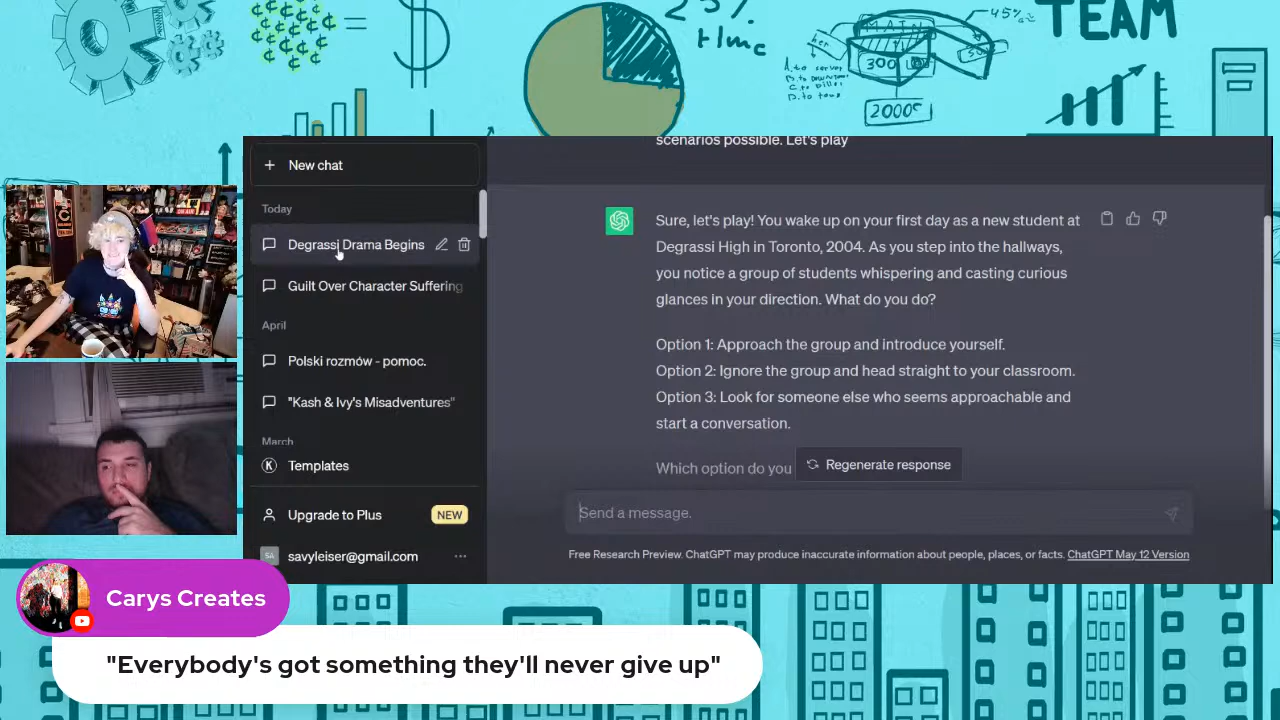 25%
time
45%
TEAM
MAIN
300
2000$
A. to server
scenarios possible. Let's play
New chat
Today
Degrassi Drama Begins
Guilt Over Character Suffering
April
Polski rozmów - pomoc.
"Kash & Ivy's Misadventures"
March
Templates
Upgrade to Plus
NEW
SA
savyleiser@gmail.com
Sure, let's play! You wake up on your first day as a new student at
Degrassi High in Toronto, 2004. As you step into the hallways,
you notice a group of students whispering and casting curious
glances in your direction. What do you do?
Option 1: Approach the group and introduce yourself.
Option 2: Ignore the group and head straight to your classroom.
Option 3: Look for someone else who seems approachable and
start a conversation.
Which option do you
Regenerate response
Send a message.
Free Research Preview. ChatGPT may produce inaccurate information about people, places, or facts. ChatGPT May 12 Version
Carys Creates
"Everybody's got something they'll never give up"